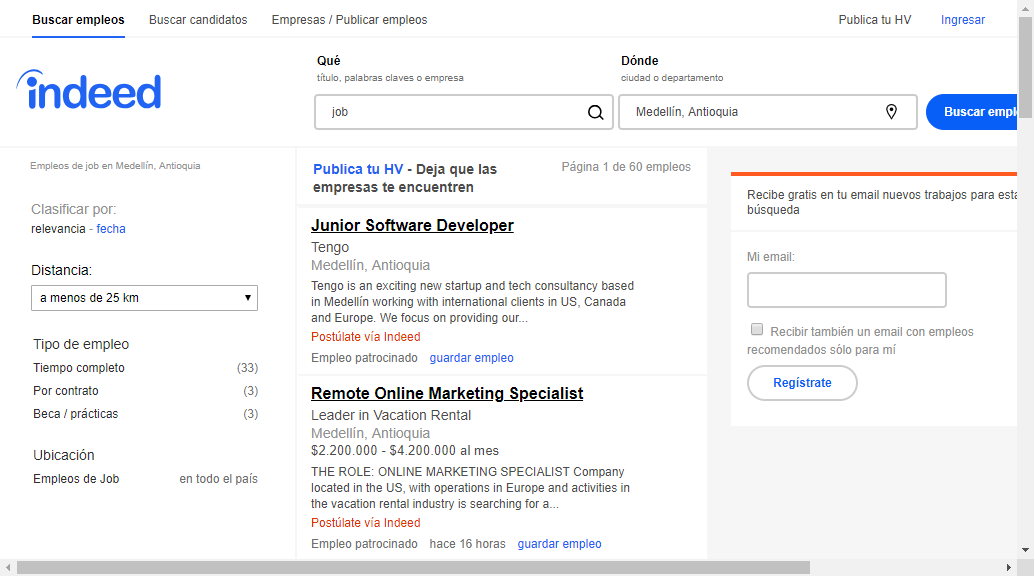 Buscar empleos
Buscar candidatos
Empresas / Publicar empleos
Publica tu HV
Ingresar
indeed
Qué
título, palabras claves o empresa
job
Dónde
ciudad o departamento
Medellín, Antioquia
Buscar empl
Empleos de job en Medellín, Antioquia
Clasificar por:
relevancia - fecha
Distancia:
a menos de 25 km
Tipo de empleo
Tiempo completo (33)
Por contrato (3)
Beca / prácticas (3)
Ubicación
Empleos de Job en todo el país
Publica tu HV - Deja que las
empresas te encuentren
Página 1 de 60 empleos
Junior Software Developer
Tengo
Medellín, Antioquia
Tengo is an exciting new startup and tech consultancy based
in Medellín working with international clients in US, Canada
and Europe. We focus on providing our...
Postúlate vía Indeed
Empleo patrocinado guardar empleo
Remote Online Marketing Specialist
Leader in Vacation Rental
Medellín, Antioquia
$2.200.000 - $4.200.000 al mes
THE ROLE: ONLINE MARKETING SPECIALIST Company
located in the US, with operations in Europe and activities in
the vacation rental industry is searching for a...
Postúlate vía Indeed
Empleo patrocinado hace 16 horas guardar empleo
Recibe gratis en tu email nuevos trabajos para esta
búsqueda
Mi email:
Recibir también un email con empleos
recomendados sólo para mí
Regístrate